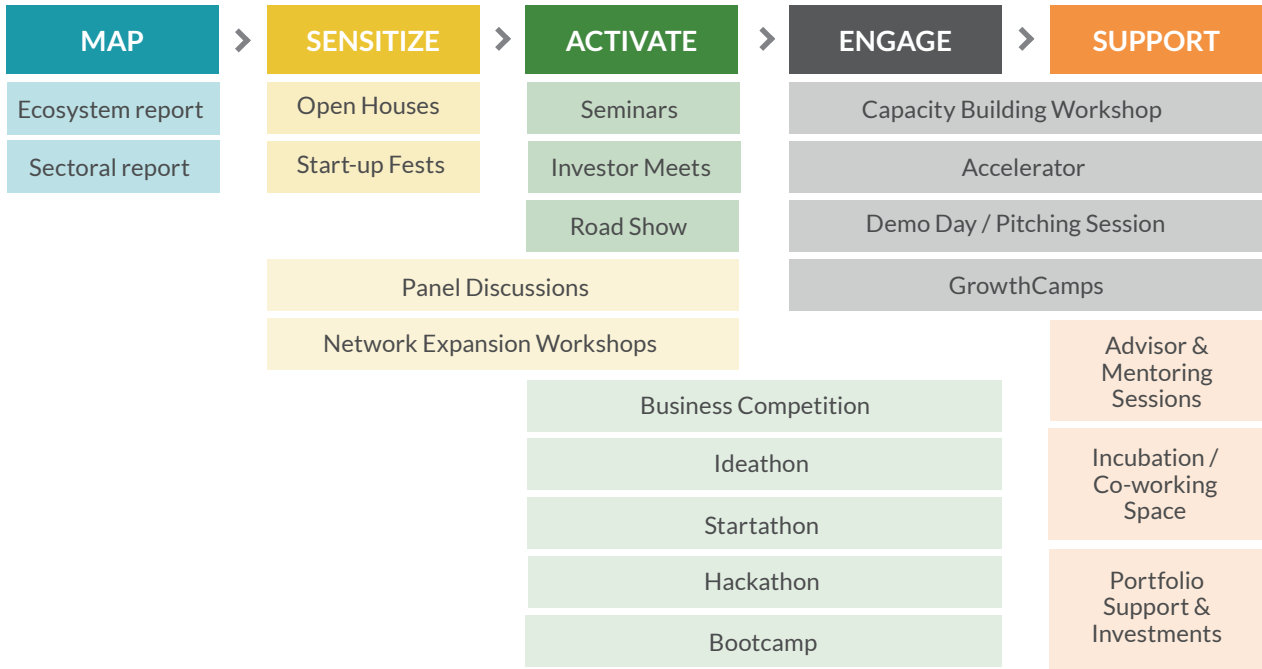 MAP
SENSITIZE
ACTIVATE
ENGAGE
SUPPORT
Ecosystem report
Sectoral report
Open Houses
Start-up Fests
Seminars
Investor Meets
Road Show
Panel Discussions
Network Expansion Workshops
Capacity Building Workshop
Accelerator
Demo Day / Pitching Session
GrowthCamps
Business Competition
Ideathon
Startathon
Hackathon
Bootcamp
Advisor &
Mentoring
Sessions
Incubation /
Co-working
Space
Portfolio
Support &
Investments